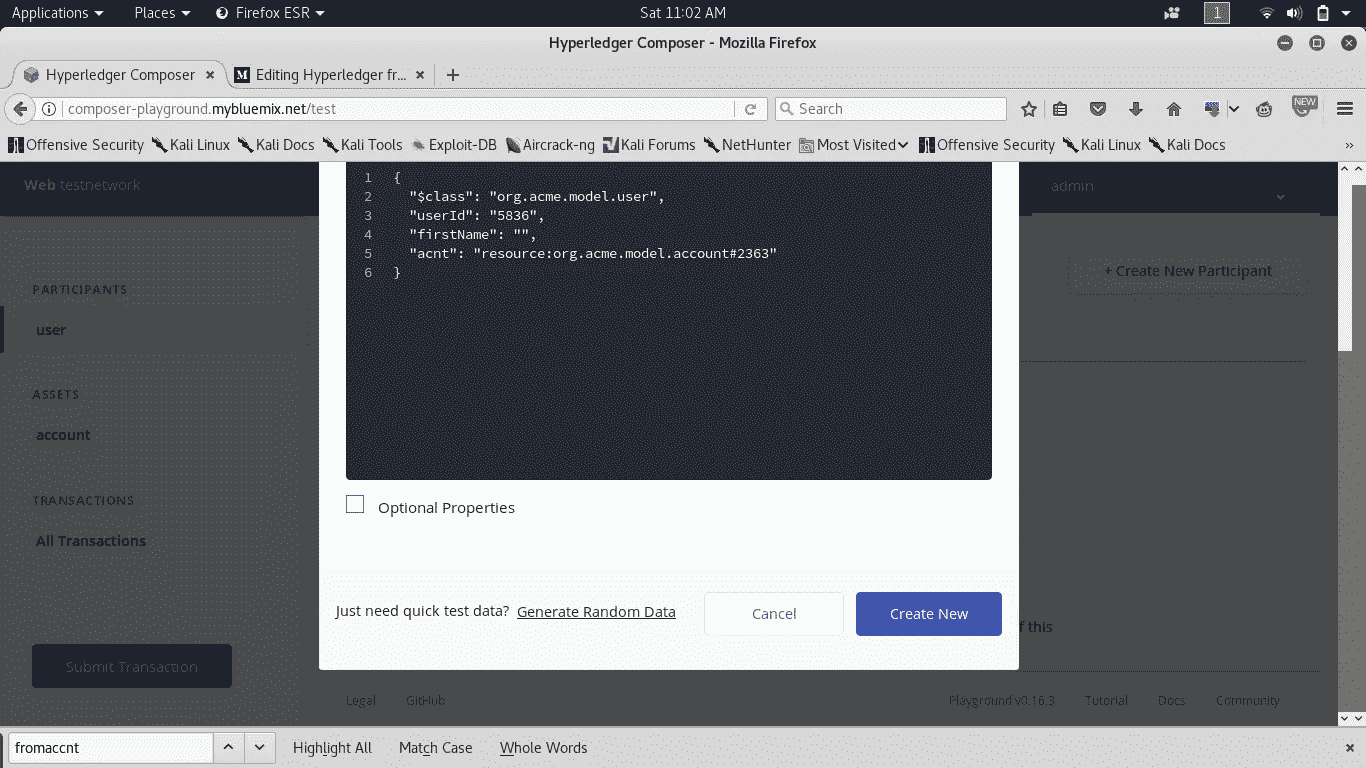 Applications Places Firefox ESR Sat 11:02 AM 1
Hyperledger Composer - Mozilla Firefox
Hyperledger Composer × M Editing Hyperledger fr... × +
composer-playground.mybluemix.net/test Search NEW
Offensive Security Kali Linux Kali Docs Kali Tools Exploit-DB Aircrack-ng Kali Forums NetHunter Most Visited Offensive Security Kali Linux Kali Docs »
Web testnetwork admin
1 {
2 "$class": "org.acme.model.user",
3 "userId": "5836",
4 "firstName": "",
5 "acnt": "resource:org.acme.model.account#2363"
6 }
+ Create New Participant
PARTICIPANTS
user
ASSETS
account
TRANSACTIONS
All Transactions
Optional Properties
Just need quick test data? Generate Random Data Cancel Create New
f this
Submit Transaction
Legal GitHub Playground v0.16.3 Tutorial Docs Community
fromaccnt Highlight All Match Case Whole Words ×